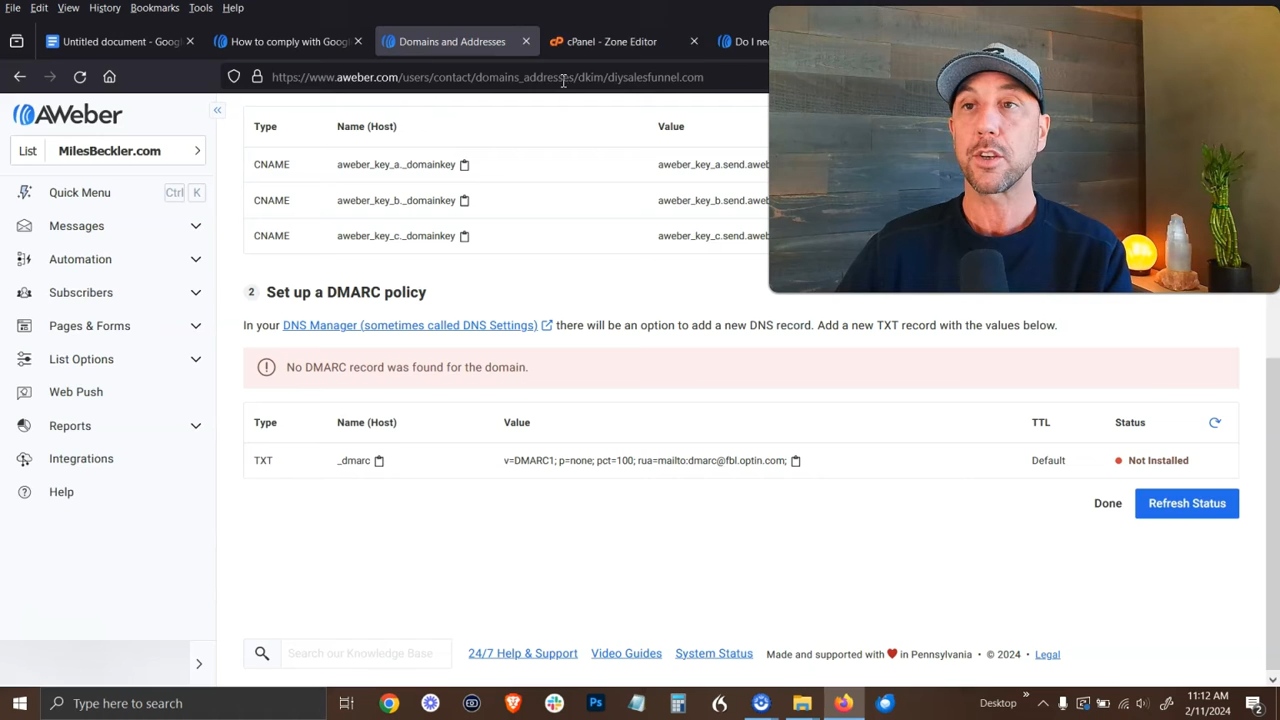 File Edit View History Bookmarks Tools Help
Untitled document - Google
How to comply with Goog
Domains and Addresses
cPanel - Zone Editor
Do I nee
https://www.aweber.com/users/contact/domains_addresses/dkim/diysalesfunnel.com
AWeber
List MilesBeckler.com
Quick Menu Ctrl K
Messages
Automation
Subscribers
Pages & Forms
List Options
Web Push
Reports
Integrations
Help
Type Name (Host) Value
CNAME aweber_key_a._domainkey aweber_key_a.send.aweb
CNAME aweber_key_b._domainkey aweber_key_b.send.aweb
CNAME aweber_key_c._domainkey aweber_key_c.send.aweb
2 Set up a DMARC policy
In your DNS Manager (sometimes called DNS Settings) there will be an option to add a new DNS record. Add a new TXT record with the values below.
No DMARC record was found for the domain.
Type Name (Host) Value TTL Status
TXT _dmarc v=DMARC1; p=none; pct=100; rua=mailto:dmarc@fbl.optin.com; Default Not Installed
Done Refresh Status
Search our Knowledge Base 24/7 Help & Support Video Guides System Status Made and supported with in Pennsylvania • © 2024 • Legal
Type here to search
Desktop
11:12 AM
2/11/2024
2